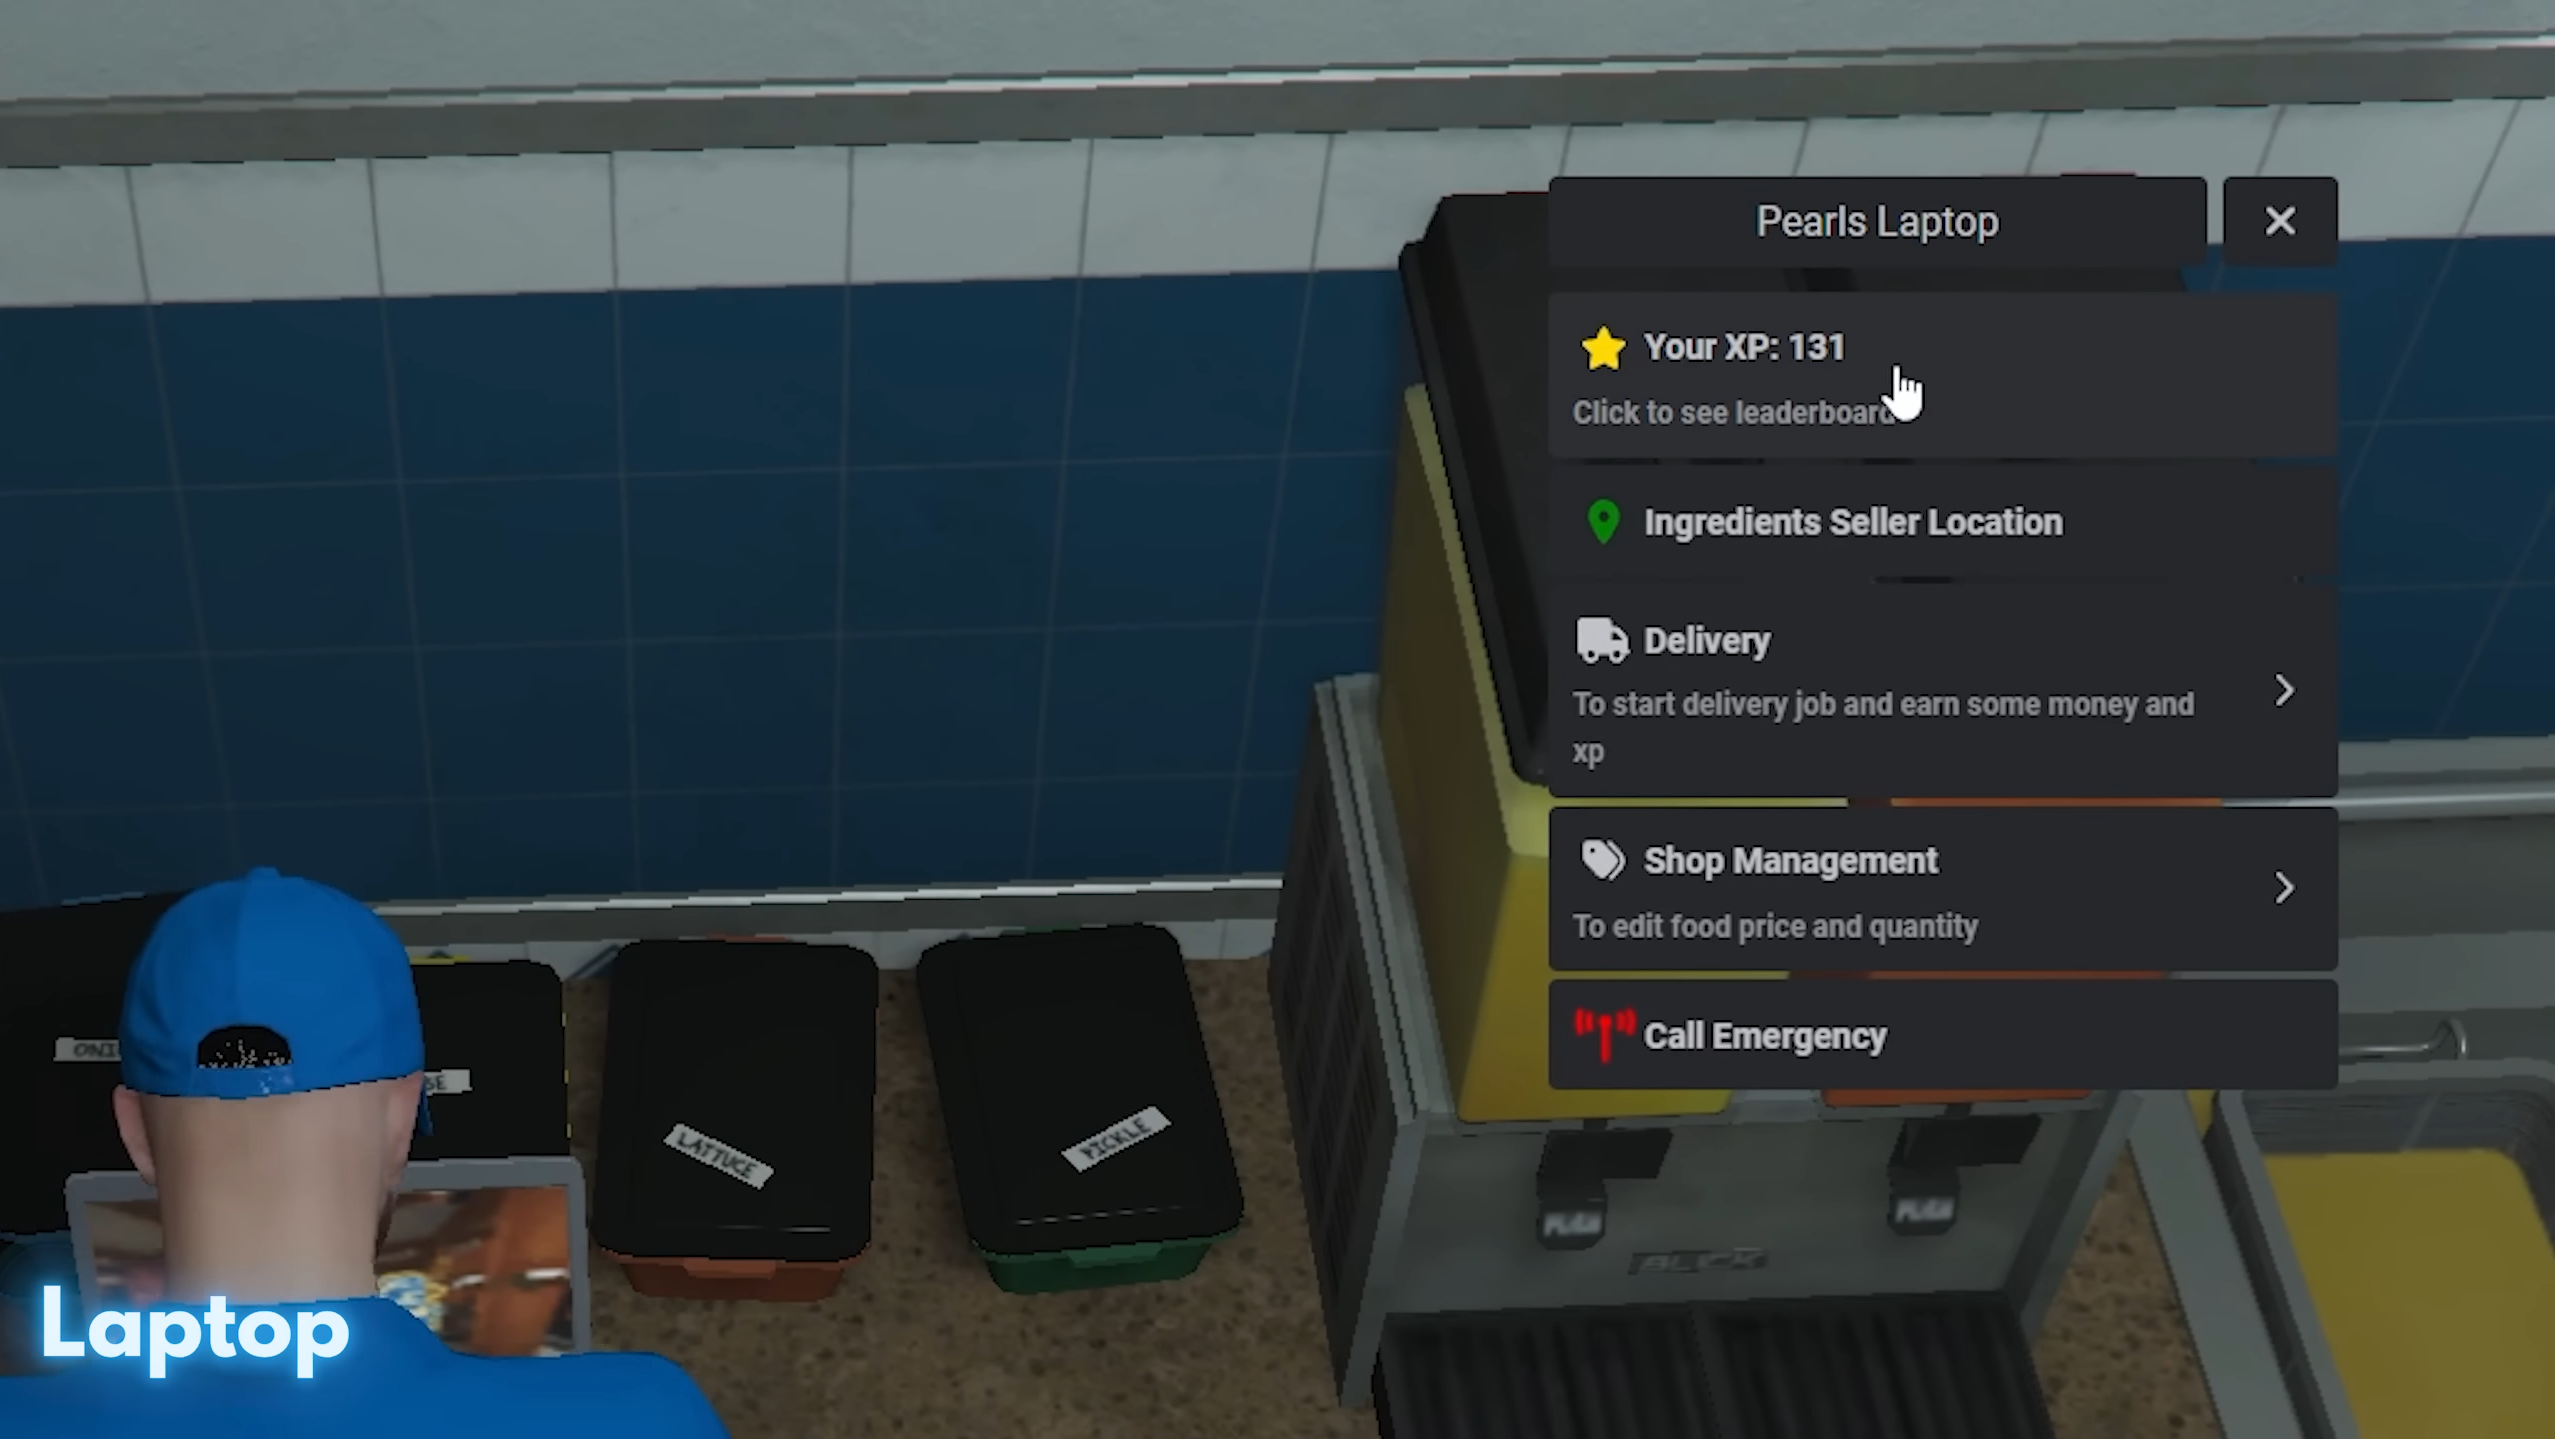 Pearls Laptop
Your XP: 131
Click to see leaderboard
Ingredients Seller Location
Delivery
To start delivery job and earn some money and
xp
Shop Management
To edit food price and quantity
Call Emergency
LATTUCE
PICKLE
Laptop